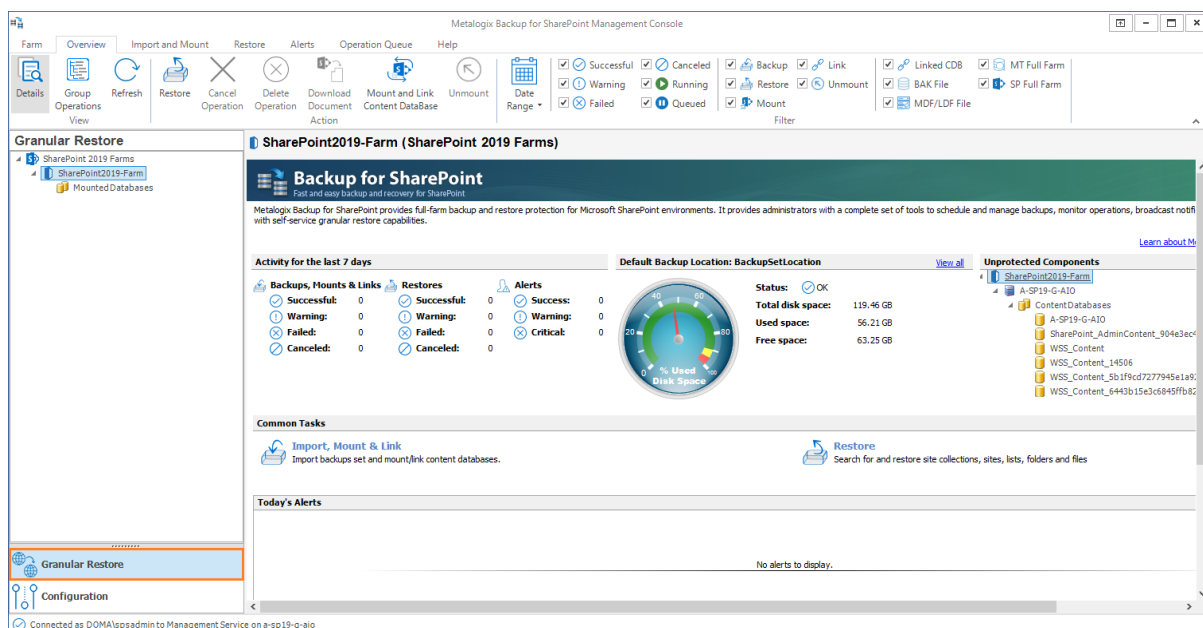 Metalogix Backup for SharePoint Management Console
Farm Overview Import and Mount Restore Alerts Operation Queue Help
Details Group Operations Refresh Restore Cancel Operation Delete Operation Download Document Mount and Link Content DataBase Unmount Date Range
Successful Canceled Backup Link Linked CDB MT Full Farm
Warning Running Restore Unmount BAK File SP Full Farm
Failed Queued Mount MDF/LDF File
View Action Filter
Granular Restore
SharePoint 2019 Farms
SharePoint2019-Farm
Mounted Databases
SharePoint2019-Farm (SharePoint 2019 Farms)
Backup for SharePoint
Fast and easy backup and recovery for SharePoint
Metalogix Backup for SharePoint provides full-farm backup and restore protection for Microsoft SharePoint environments. It provides administrators with a complete set of tools to schedule and manage backups, monitor operations, broadcast notifi
with self-service granular restore capabilities.
Learn about M
Activity for the last 7 days
Backups, Mounts & Links Restores Alerts
Successful: 0 Successful: 0 Success: 0
Warning: 0 Warning: 0 Warning: 0
Failed: 0 Failed: 0 Critical: 0
Canceled: 0 Canceled: 0
Default Backup Location: BackupSetLocation View all
0 20 40 60 80 100
% Used
Disk Space
Status: OK
Total disk space: 119.46 GB
Used space: 56.21 GB
Free space: 63.25 GB
Unprotected Components
SharePoint2019-Farm
A-SP19-G-AIO
ContentDatabases
A-SP19-G-AIO
SharePoint_AdminContent_904e3ec4
WSS_Content
WSS_Content_14506
WSS_Content_5b1f9cd7277945e1a92
WSS_Content_6443b15e3c6845ffb82
Common Tasks
Import, Mount & Link
Import backups set and mount/link content databases.
Restore
Search for and restore site collections, sites, lists, folders and files
Today's Alerts
No alerts to display.
Granular Restore
Configuration
Connected as DOMA\spsadmin to Management Service on a-sp19-g-aio